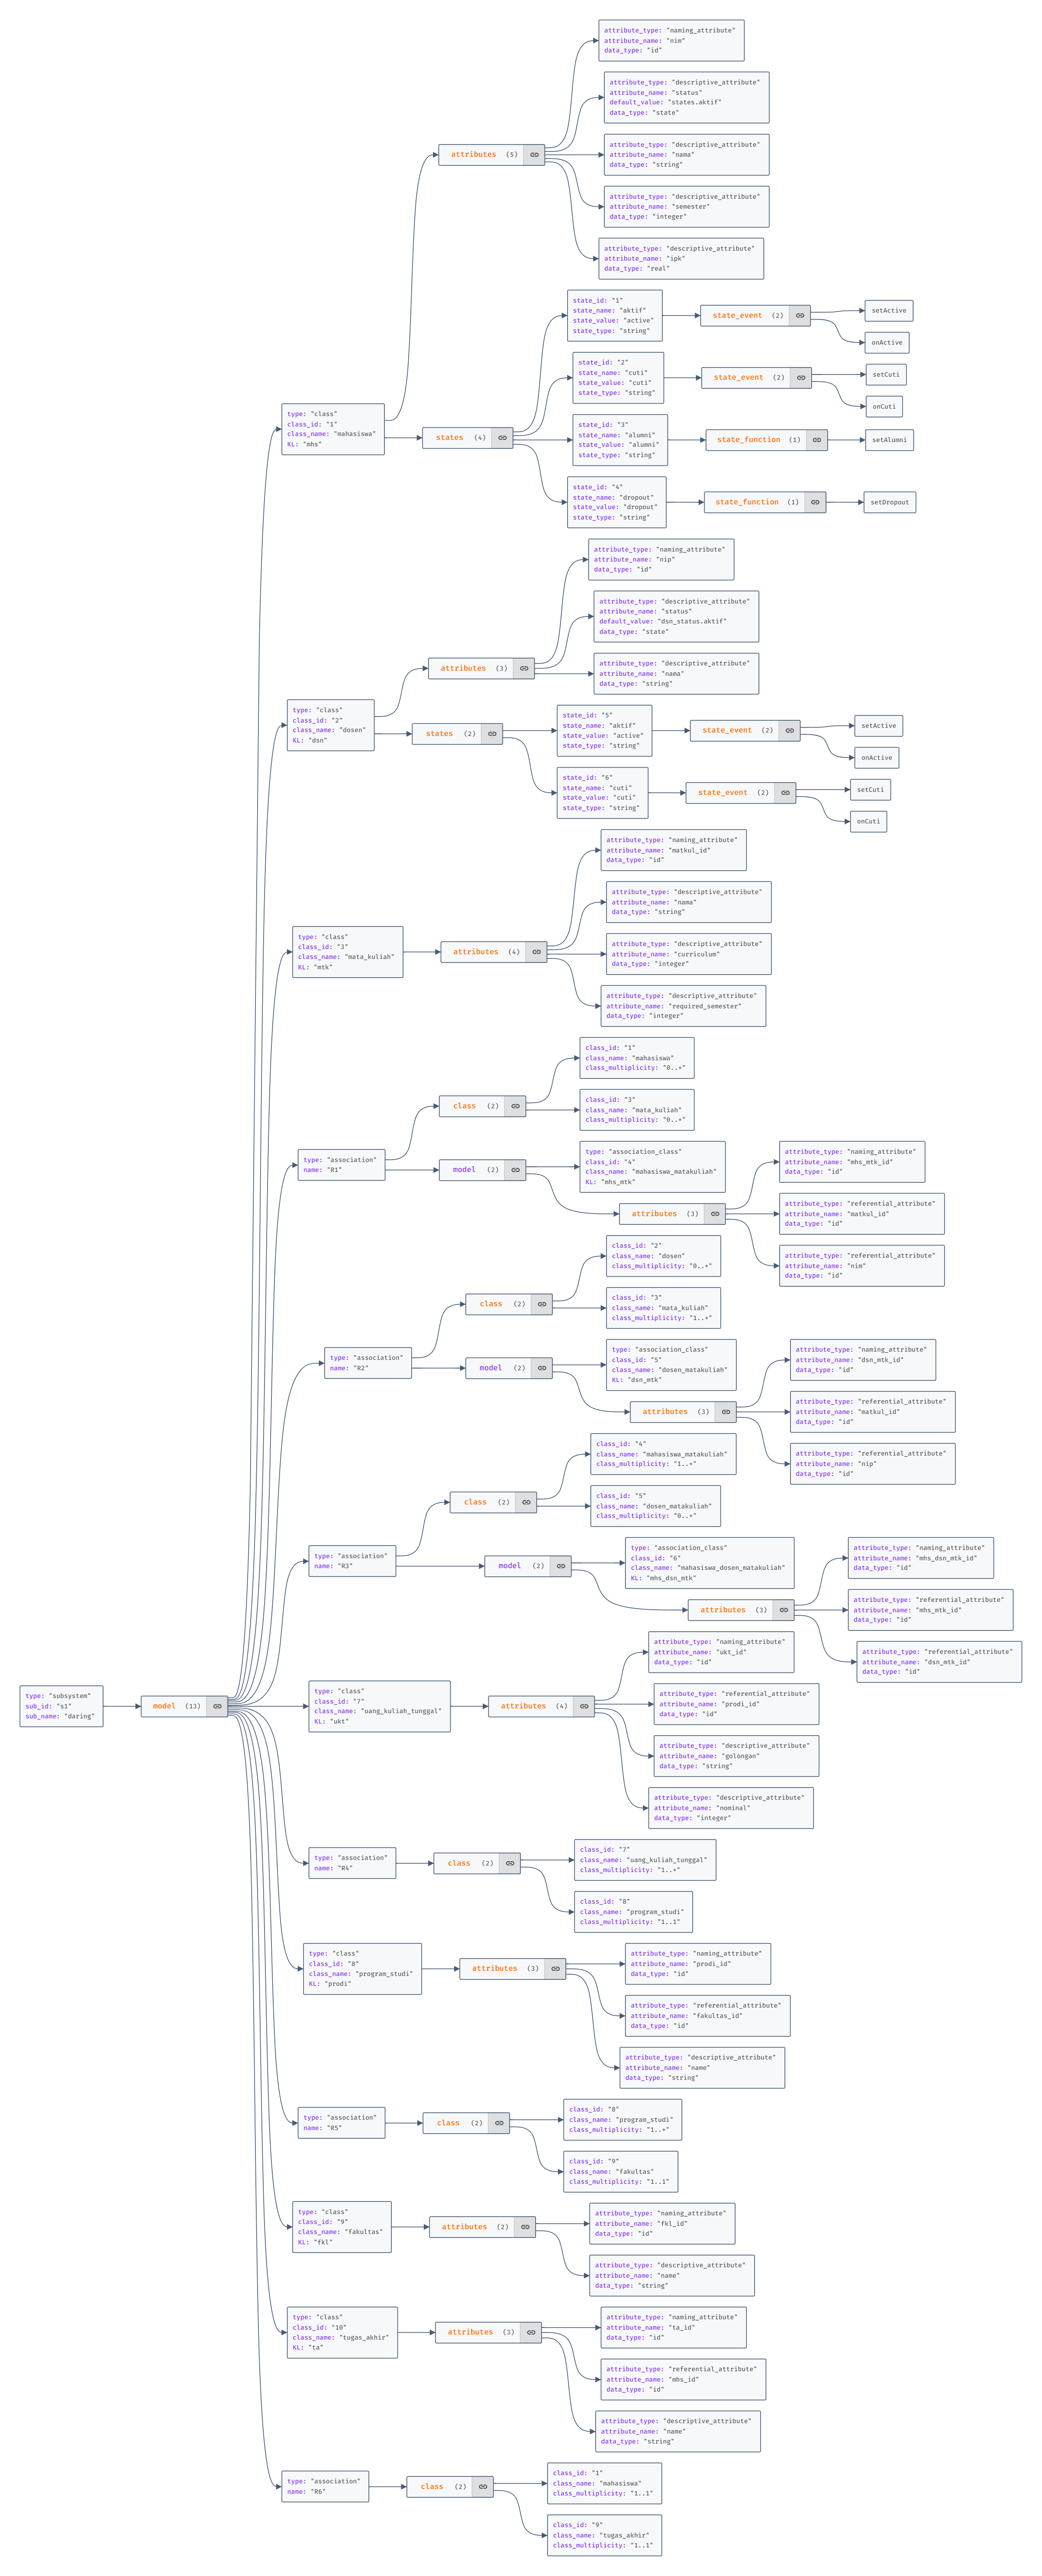 attribute_type: "naming_attribute"
attribute_name: "nim"
data_type: "id"
attribute_type: "descriptive_attribute"
attribute_name: "status"
default_value: "states.aktif"
data_type: "state"
attributes (5)
attribute_type: "descriptive_attribute"
attribute_name: "nama"
data_type: "string"
attribute_type: "descriptive_attribute"
attribute_name: "semester"
data_type: "integer"
attribute_type: "descriptive_attribute"
attribute_name: "ipk"
data_type: "real"
type: "class"
class_id: "1"
class_name: "mahasiswa"
KL: "mhs"
states (4)
state_id: "1"
state_name: "aktif"
state_value: "active"
state_type: "string"
state_event (2)
setActive
onActive
state_id: "2"
state_name: "cuti"
state_value: "cuti"
state_type: "string"
state_event (2)
setCuti
onCuti
state_id: "3"
state_name: "alumni"
state_value: "alumni"
state_type: "string"
state_function (1)
setAlumni
state_id: "4"
state_name: "dropout"
state_value: "dropout"
state_type: "string"
state_function (1)
setDropout
attribute_type: "naming_attribute"
attribute_name: "nip"
data_type: "id"
attribute_type: "descriptive_attribute"
attribute_name: "status"
default_value: "dsn_status.aktif"
data_type: "state"
attributes (3)
attribute_type: "descriptive_attribute"
attribute_name: "nama"
data_type: "string"
type: "class"
class_id: "2"
class_name: "dosen"
KL: "dsn"
states (2)
state_id: "5"
state_name: "aktif"
state_value: "active"
state_type: "string"
state_event (2)
setActive
onActive
state_id: "6"
state_name: "cuti"
state_value: "cuti"
state_type: "string"
state_event (2)
setCuti
onCuti
attribute_type: "naming_attribute"
attribute_name: "matkul_id"
data_type: "id"
attribute_type: "descriptive_attribute"
attribute_name: "nama"
data_type: "string"
type: "class"
class_id: "3"
class_name: "mata_kuliah"
KL: "mtk"
attributes (4)
attribute_type: "descriptive_attribute"
attribute_name: "curriculum"
data_type: "integer"
attribute_type: "descriptive_attribute"
attribute_name: "required_semester"
data_type: "integer"
class_id: "1"
class_name: "mahasiswa"
class_multiplicity: "0..+"
class (2)
class_id: "3"
class_name: "mata_kuliah"
class_multiplicity: "0..+"
type: "association"
name: "R1"
model (2)
type: "association_class"
class_id: "4"
class_name: "mahasiswa_matakuliah"
KL: "mhs_mtk"
attributes (3)
attribute_type: "naming_attribute"
attribute_name: "mhs_mtk_id"
data_type: "id"
attribute_type: "referential_attribute"
attribute_name: "matkul_id"
data_type: "id"
attribute_type: "referential_attribute"
attribute_name: "nim"
data_type: "id"
class_id: "2"
class_name: "dosen"
class_multiplicity: "0..+"
class (2)
class_id: "3"
class_name: "mata_kuliah"
class_multiplicity: "1..+"
type: "association"
name: "R2"
model (2)
type: "association_class"
class_id: "5"
class_name: "dosen_matakuliah"
KL: "dsn_mtk"
attributes (3)
attribute_type: "naming_attribute"
attribute_name: "dsn_mtk_id"
data_type: "id"
attribute_type: "referential_attribute"
attribute_name: "matkul_id"
data_type: "id"
attribute_type: "referential_attribute"
attribute_name: "nip"
data_type: "id"
class_id: "4"
class_name: "mahasiswa_matakuliah"
class_multiplicity: "1..+"
class (2)
class_id: "5"
class_name: "dosen_matakuliah"
class_multiplicity: "0..+"
type: "association"
name: "R3"
model (2)
type: "association_class"
class_id: "6"
class_name: "mahasiswa_dosen_matakuliah"
KL: "mhs_dsn_mtk"
attributes (3)
attribute_type: "naming_attribute"
attribute_name: "mhs_dsn_mtk_id"
data_type: "id"
attribute_type: "referential_attribute"
attribute_name: "mhs_mtk_id"
data_type: "id"
attribute_type: "referential_attribute"
attribute_name: "dsn_mtk_id"
data_type: "id"
type: "subsystem"
sub_id: "s1"
sub_name: "daring"
model (13)
type: "class"
class_id: "7"
class_name: "uang_kuliah_tunggal"
KL: "ukt"
attributes (4)
attribute_type: "naming_attribute"
attribute_name: "ukt_id"
data_type: "id"
attribute_type: "referential_attribute"
attribute_name: "prodi_id"
data_type: "id"
attribute_type: "descriptive_attribute"
attribute_name: "golongan"
data_type: "string"
attribute_type: "descriptive_attribute"
attribute_name: "nominal"
data_type: "integer"
type: "association"
name: "R4"
class (2)
class_id: "7"
class_name: "uang_kuliah_tunggal"
class_multiplicity: "1..+"
class_id: "8"
class_name: "program_studi"
class_multiplicity: "1..1"
type: "class"
class_id: "8"
class_name: "program_studi"
KL: "prodi"
attributes (3)
attribute_type: "naming_attribute"
attribute_name: "prodi_id"
data_type: "id"
attribute_type: "referential_attribute"
attribute_name: "fakultas_id"
data_type: "id"
attribute_type: "descriptive_attribute"
attribute_name: "name"
data_type: "string"
type: "association"
name: "R5"
class (2)
class_id: "8"
class_name: "program_studi"
class_multiplicity: "1..+"
class_id: "9"
class_name: "fakultas"
class_multiplicity: "1..1"
type: "class"
class_id: "9"
class_name: "fakultas"
KL: "fkl"
attributes (2)
attribute_type: "naming_attribute"
attribute_name: "fkl_id"
data_type: "id"
attribute_type: "descriptive_attribute"
attribute_name: "name"
data_type: "string"
type: "class"
class_id: "10"
class_name: "tugas_akhir"
KL: "ta"
attributes (3)
attribute_type: "naming_attribute"
attribute_name: "ta_id"
data_type: "id"
attribute_type: "referential_attribute"
attribute_name: "mhs_id"
data_type: "id"
attribute_type: "descriptive_attribute"
attribute_name: "name"
data_type: "string"
type: "association"
name: "R6"
class (2)
class_id: "1"
class_name: "mahasiswa"
class_multiplicity: "1..1"
class_id: "9"
class_name: "tugas_akhir"
class_multiplicity: "1..1"